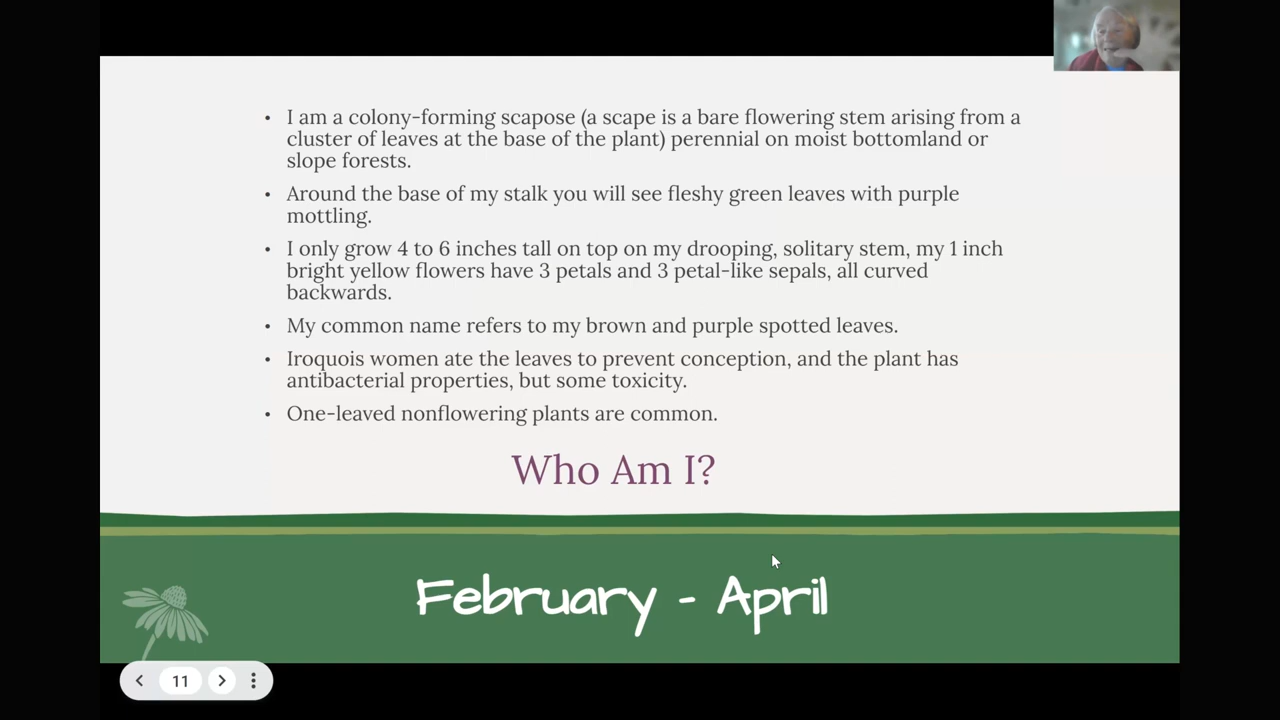 • I am a colony-forming scapose (a scape is a bare flowering stem arising from a
cluster of leaves at the base of the plant) perennial on moist bottomland or
slope forests.
• Around the base of my stalk you will see fleshy green leaves with purple
mottling.
• I only grow 4 to 6 inches tall on top on my drooping, solitary stem, my 1 inch
bright yellow flowers have 3 petals and 3 petal-like sepals, all curved
backwards.
• My common name refers to my brown and purple spotted leaves.
• Iroquois women ate the leaves to prevent conception, and the plant has
antibacterial properties, but some toxicity.
• One-leaved nonflowering plants are common.
Who Am I?
February - April
11